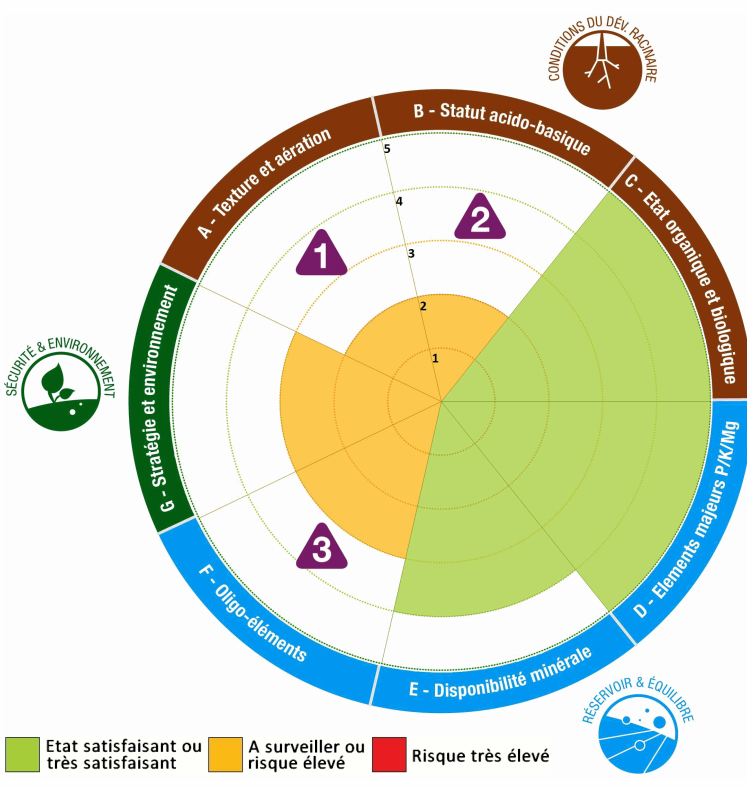 CONDITIONS DU DÉV. RACINAIRE
B - Statut acido-basique
A - Texture et aération
C - Etat organique et biologique
5
4
3
2
1
1
2
3
SÉCURITÉ & ENVIRONNEMENT
G - Stratégie et environnement
D - Elements majeurs P/K/Mg
F - Oligo-éléments
E - Disponibilité minérale
RÉSERVOIR & ÉQUILIBRE
Etat satisfaisant ou
très satisfaisant
A surveiller ou
risque élevé
Risque très élevé